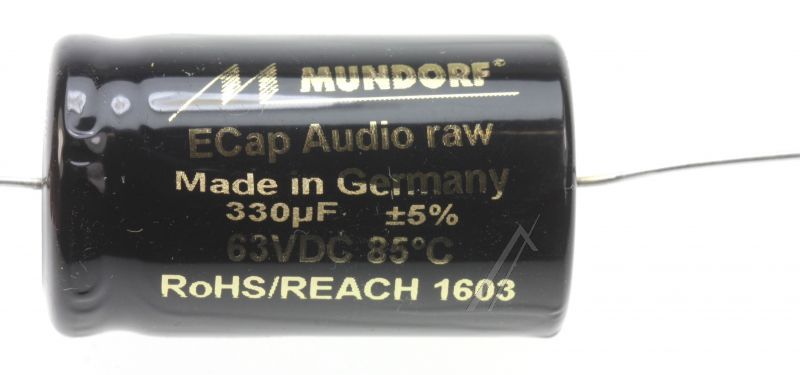 MUNDORF®
ECap Audio raw
Made in Germany
330µF ±5%
63VDC 85°C
RoHS/REACH 1603